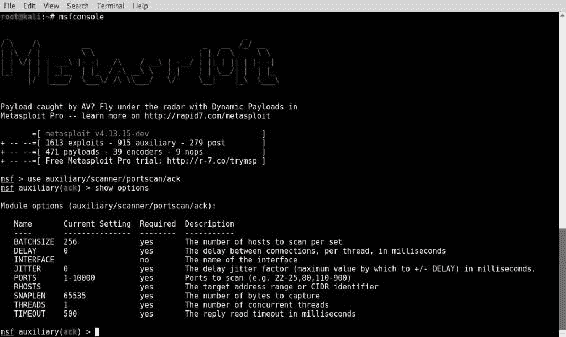 File Edit View Search Terminal Help
root@kali:~# msfconsole
Payload caught by AV? Fly under the radar with Dynamic Payloads in
Metasploit Pro -- learn more on http://rapid7.com/metasploit
=[ metasploit v4.13.15-dev ]
+ -- --=[ 1613 exploits - 915 auxiliary - 279 post ]
+ -- --=[ 471 payloads - 39 encoders - 9 nops ]
+ -- --=[ Free Metasploit Pro trial: http://r-7.co/trymsp ]
msf > use auxiliary/scanner/portscan/ack
msf auxiliary(ack) > show options
Module options (auxiliary/scanner/portscan/ack):
Name Current Setting Required Description
---- --------------- -------- -----------
BATCHSIZE 256 yes The number of hosts to scan per set
DELAY 0 yes The delay between connections, per thread, in milliseconds
INTERFACE no The name of the interface
JITTER 0 yes The delay jitter factor (maximum value by which to +/- DELAY) in milliseconds.
PORTS 1-10000 yes Ports to scan (e.g. 22-25,80,110-900)
RHOSTS yes The target address range or CIDR identifier
SNAPLEN 65535 yes The number of bytes to capture
THREADS 1 yes The number of concurrent threads
TIMEOUT 500 yes The reply read timeout in milliseconds
msf auxiliary(ack) >